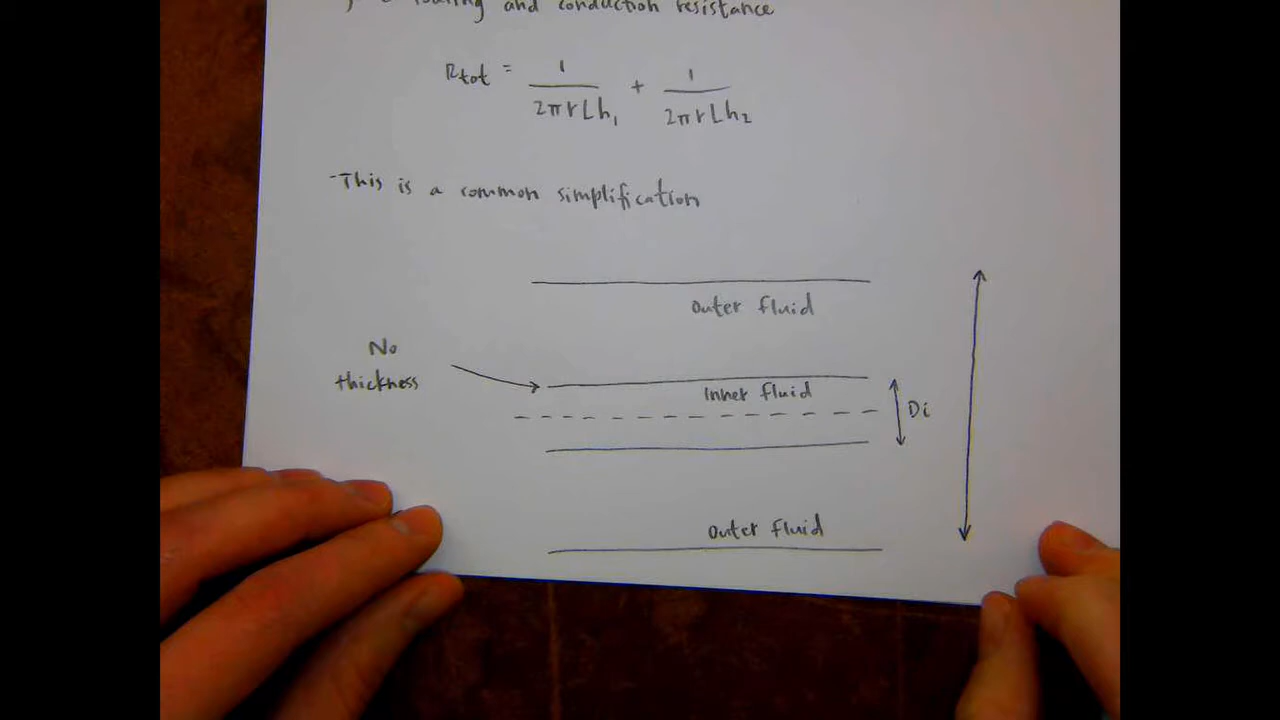 and conduction resistance
Rtot = 1/2πrLh₁ + 1/2πrLh₂
-This is a common simplification
Outer fluid
No
thickness
Inner fluid
Di
Outer fluid